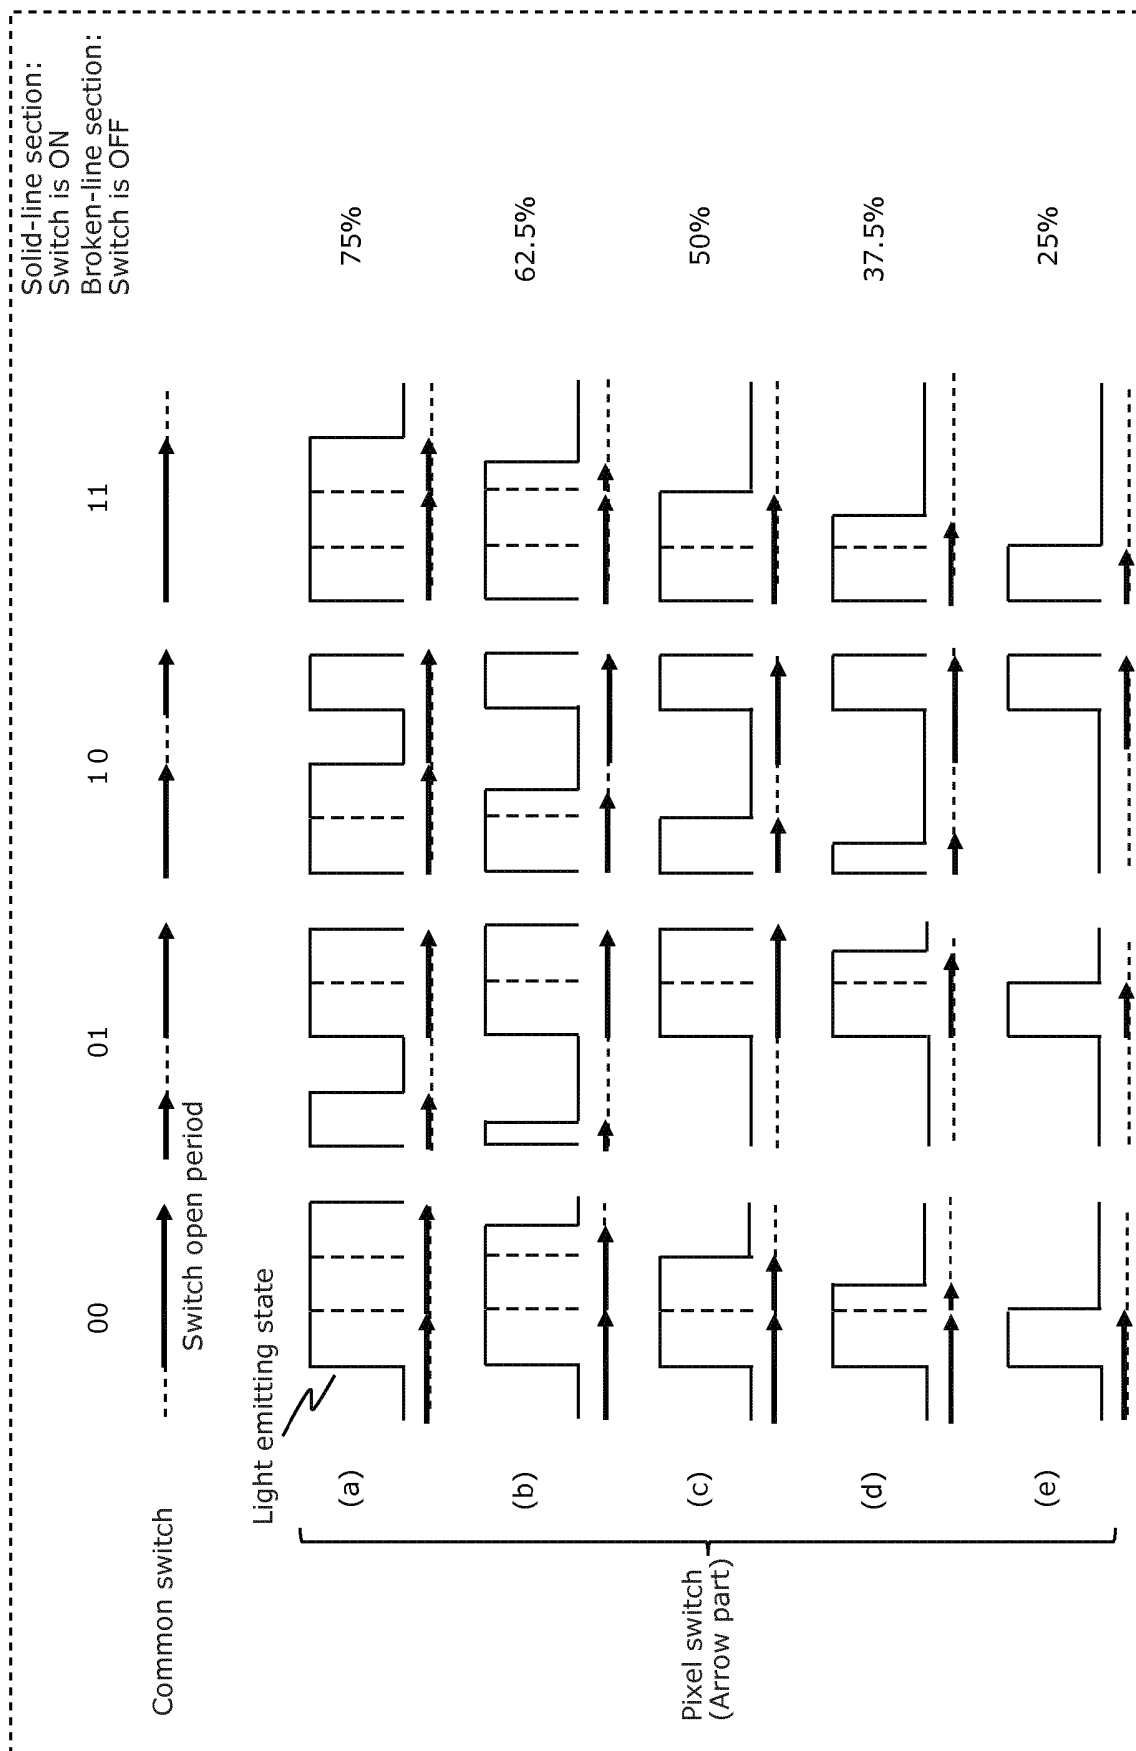 Solid-line section:
Switch is ON
Broken-line section:
Switch is OFF
00
01
10
11
Common switch
Switch open period
Light emitting state
(a)
75%
(b)
62.5%
Pixel switch
(Arrow part)
(c)
50%
(d)
37.5%
(e)
25%